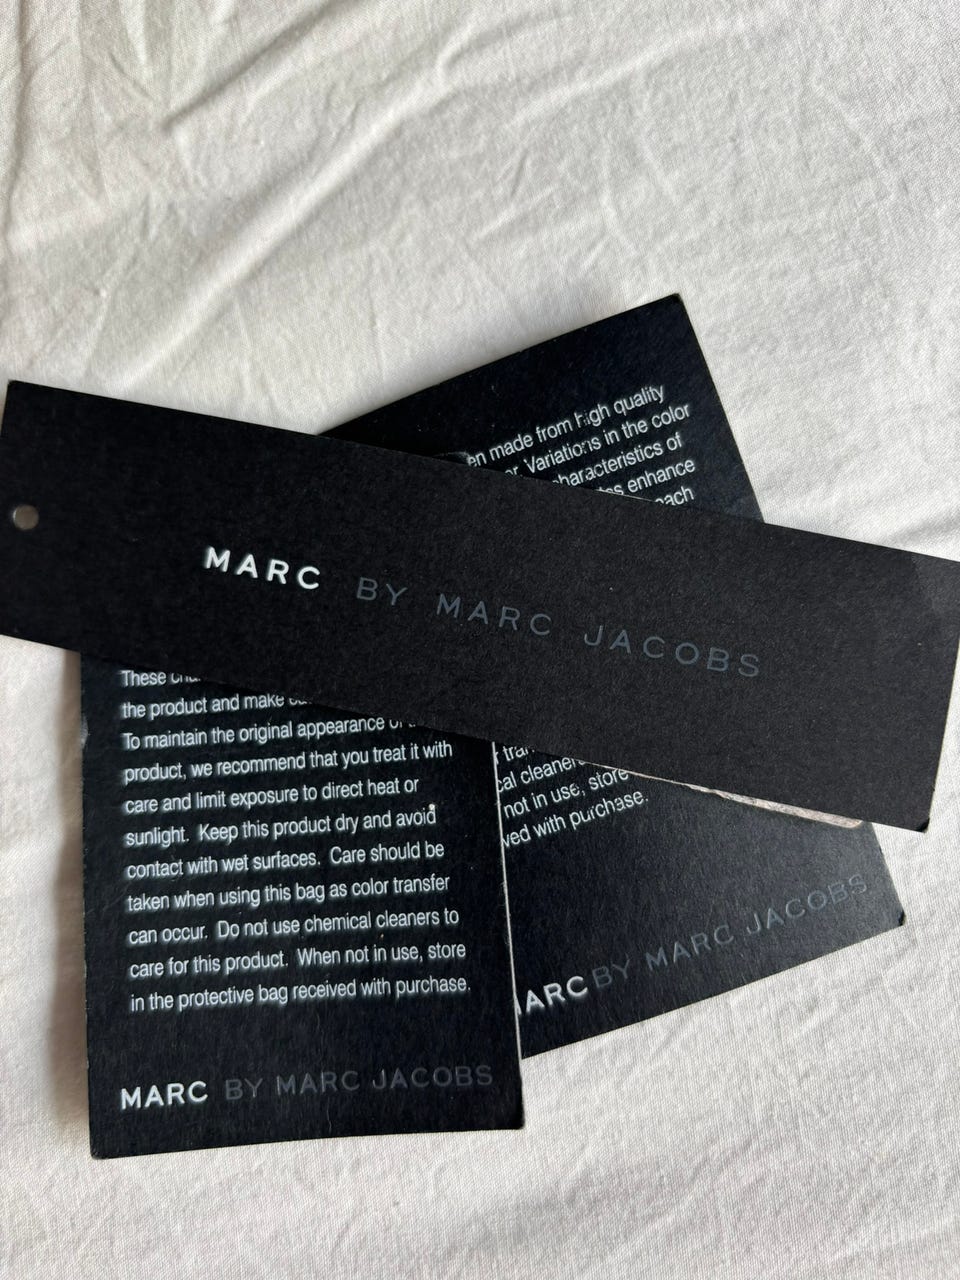 made from high quality
Variations in the color
characteristics of
enhance
each
MARC BY MARC JACOBS
These
the product and make
To maintain the original appearance of
product, we recommend that you treat it with
care and limit exposure to direct heat or
sunlight. Keep this product dry and avoid
contact with wet surfaces. Care should be
taken when using this bag as color transfer
can occur. Do not use chemical cleaners to
care for this product. When not in use, store
in the protective bag received with purchase.
MARC BY MARC JACOBS
cleaners
not in use, store
with purchase.
BY MARC JACOBS